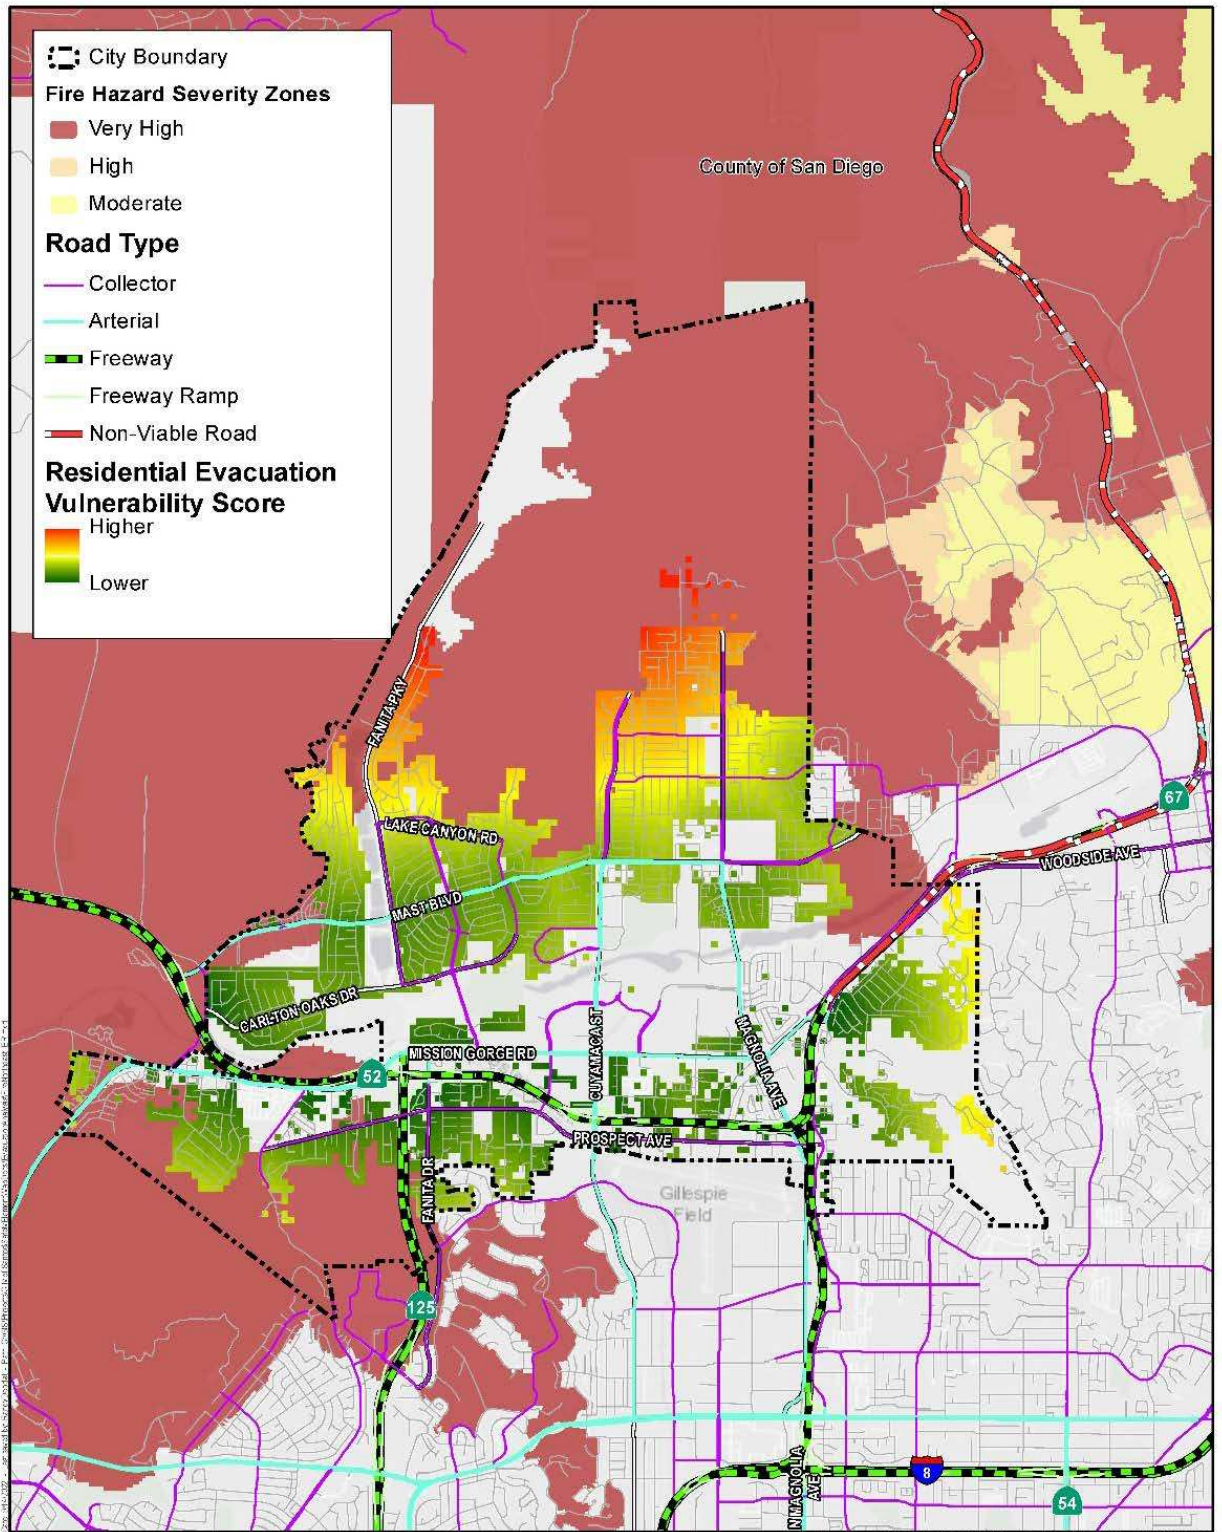 City Boundary
Fire Hazard Severity Zones
Very High
High
Moderate
Road Type
Collector
Arterial
Freeway
Freeway Ramp
Non-Viable Road
Residential Evacuation
Vulnerability Score
Higher
Lower
County of San Diego
FANITA PKY
67
LAKE CANYON RD
WOODSIDE AVE
MAST BLVD
CARLTON OAKS DR
MISSION GORGE RD
CUYAMACA ST
MAGNOLIA AVE
52
PROSPECT AVE
FANITA DR
Gillespie
Field
125
N MAGNOLIA
AVE
8
54